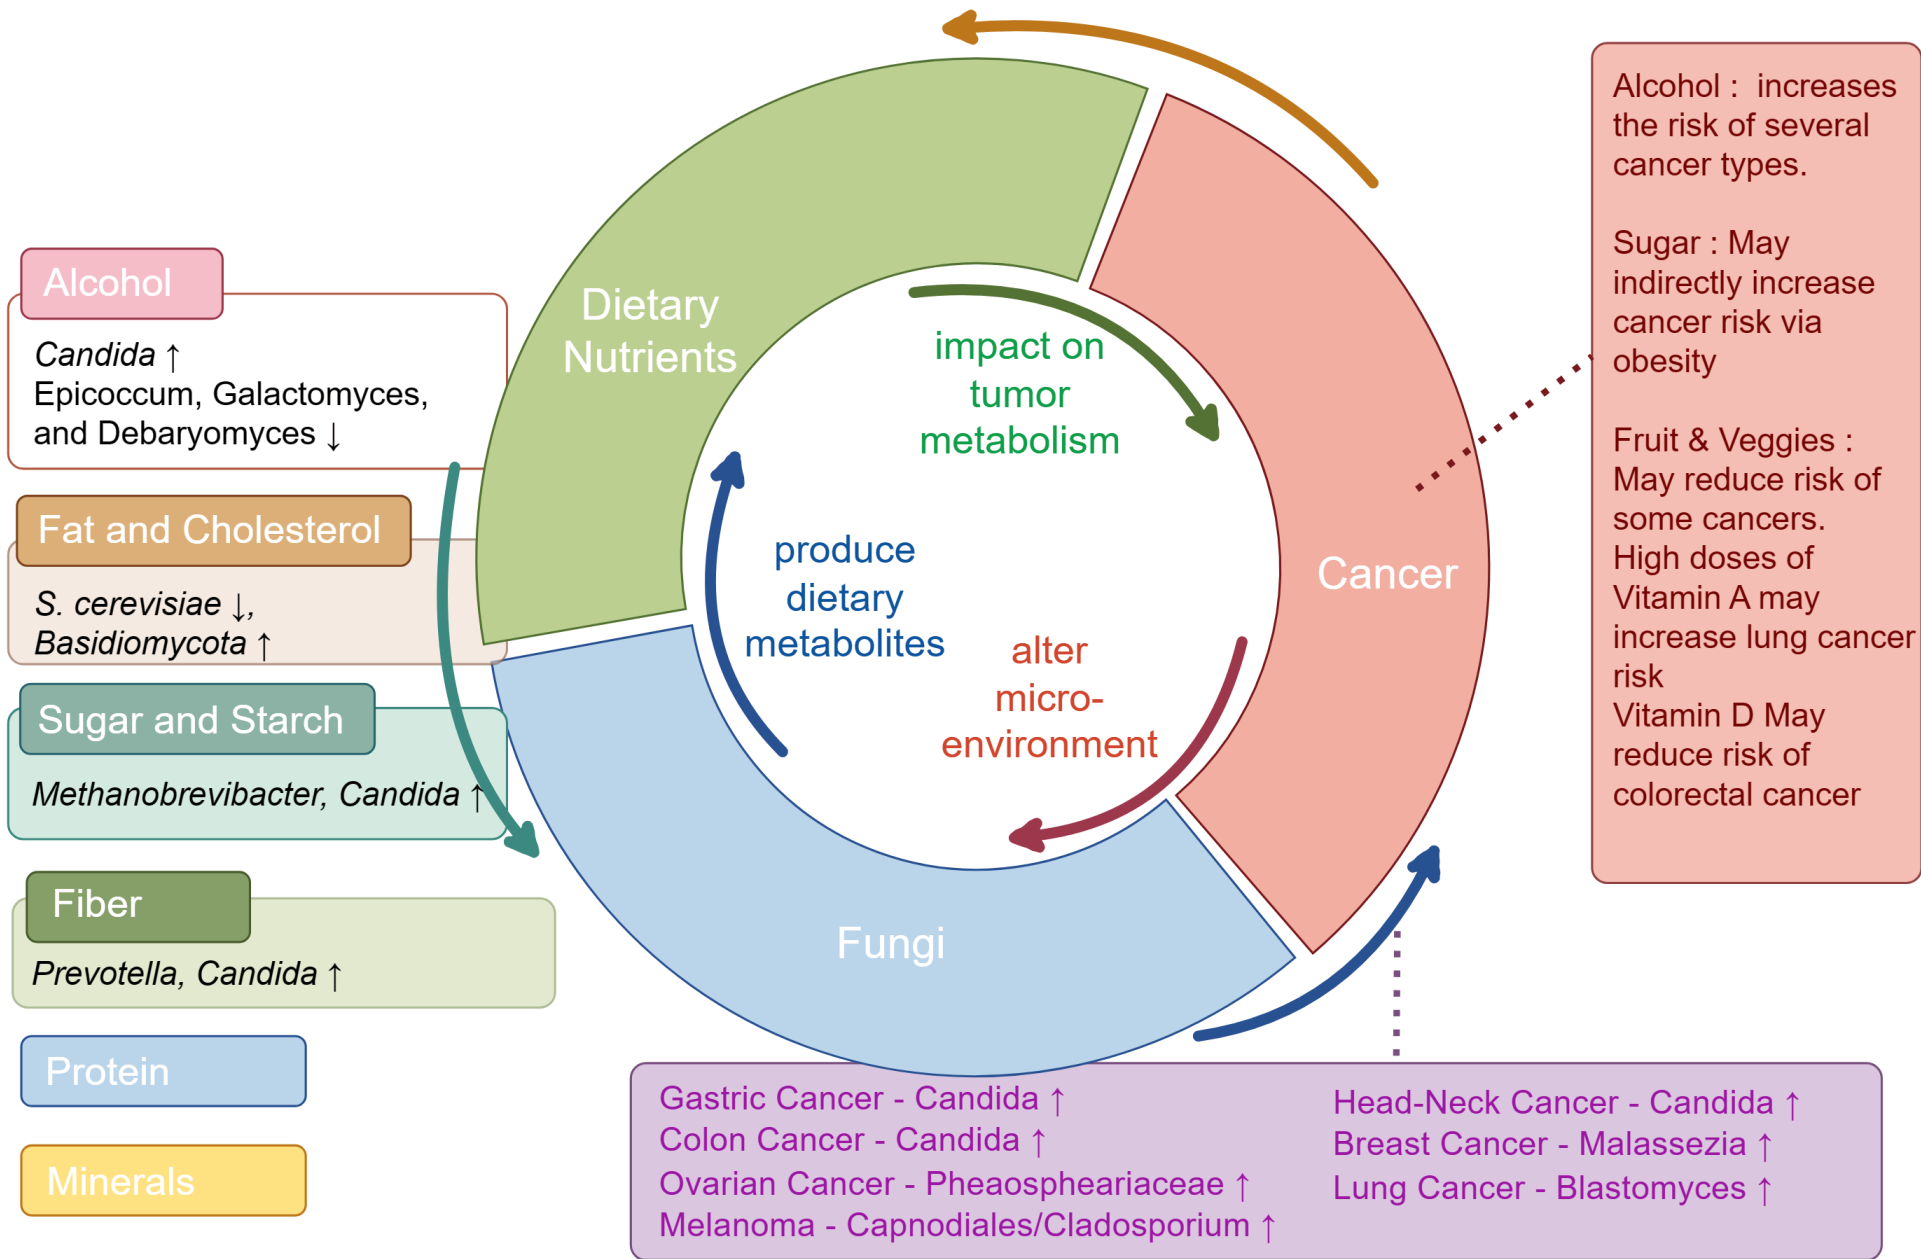 Alcohol
Candida ↑
Epicoccum, Galactomyces,
and Debaryomyces ↓
Fat and Cholesterol
S. cerevisiae ↓,
Basidiomycota ↑
Sugar and Starch
Methanobrevibacter, Candida ↑
Fiber
Prevotella, Candida ↑
Protein
Minerals
Dietary
Nutrients
impact on
tumor
metabolism
produce
dietary
metabolites
alter
micro-
environment
Cancer
Fungi
Alcohol : increases
the risk of several
cancer types.
Sugar : May
indirectly increase
cancer risk via
obesity
Fruit & Veggies :
May reduce risk of
some cancers.
High doses of
Vitamin A may
increase lung cancer
risk
Vitamin D May
reduce risk of
colorectal cancer
Gastric Cancer - Candida ↑
Colon Cancer - Candida ↑
Ovarian Cancer - Pheaospheariaceae ↑
Melanoma - Capnodiales/Cladosporium ↑
Head-Neck Cancer - Candida ↑
Breast Cancer - Malassezia ↑
Lung Cancer - Blastomyces ↑